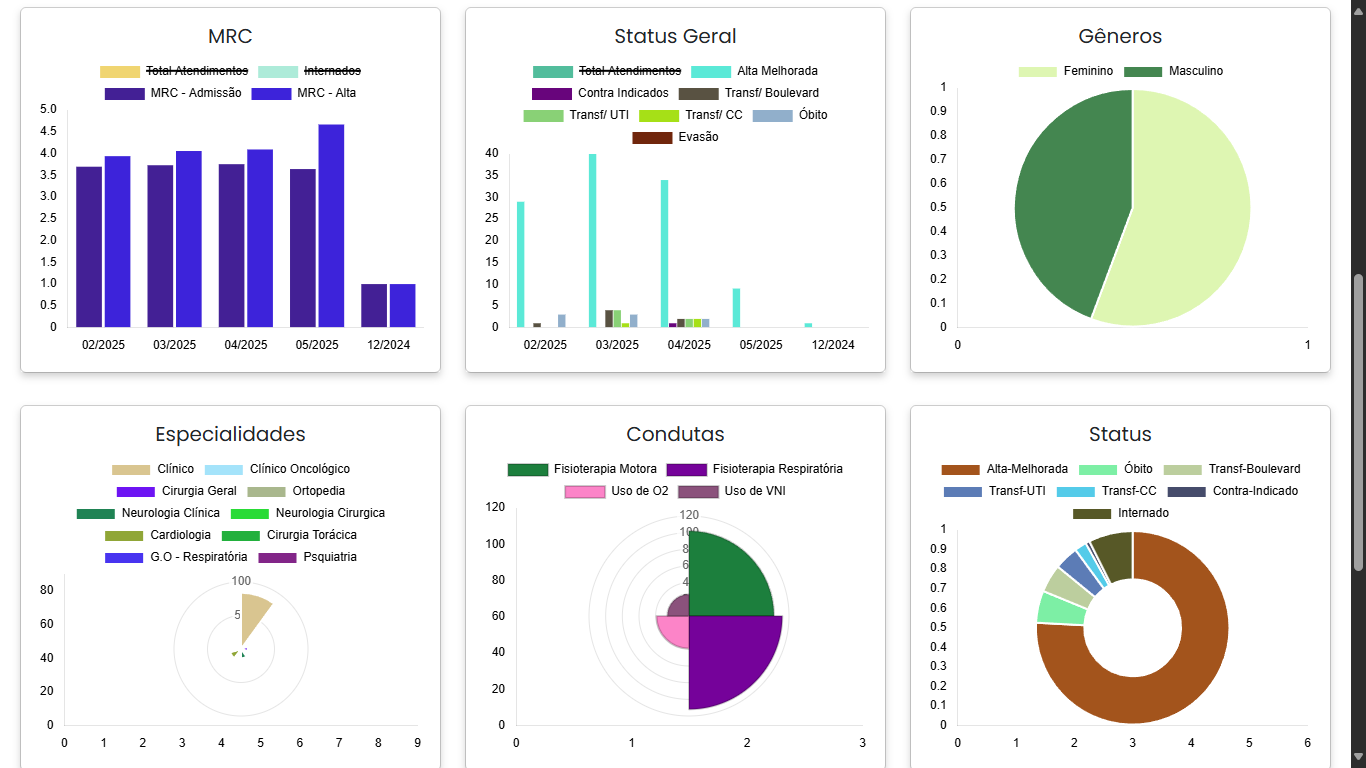 MRC
Total Atendimentos Internados
MRC - Admissão MRC - Alta
5.0
4.5
4.0
3.5
3.0
2.5
2.0
1.5
1.0
0.5
0
02/2025 03/2025 04/2025 05/2025 12/2024
Status Geral
Total Atendimentos Alta Melhorada
Contra Indicados Transf/ Boulevard
Transf/ UTI Transf/ CC Óbito
Evasão
40
35
30
25
20
15
10
5
0
02/2025 03/2025 04/2025 05/2025 12/2024
Gêneros
Feminino Masculino
1
0.9
0.8
0.7
0.6
0.5
0.4
0.3
0.2
0.1
0
0 1
Especialidades
Clínico Clínico Oncológico
Cirurgia Geral Ortopedia
Neurologia Clínica Neurologia Cirurgica
Cardiologia Cirurgia Torácica
G.O - Respiratória Psquiatria
100
80
5
60
40
20
0
0 1 2 3 4 5 6 7 8 9
Condutas
Fisioterapia Motora Fisioterapia Respiratória
Uso de O2 Uso de VNI
120
120
100
10
80
8
6
60
4
40
20
0
0 1 2 3
Status
Alta-Melhorada Óbito Transf-Boulevard
Transf-UTI Transf-CC Contra-Indicado
Internado
1
0.9
0.8
0.7
0.6
0.5
0.4
0.3
0.2
0.1
0
0 1 2 3 4 5 6